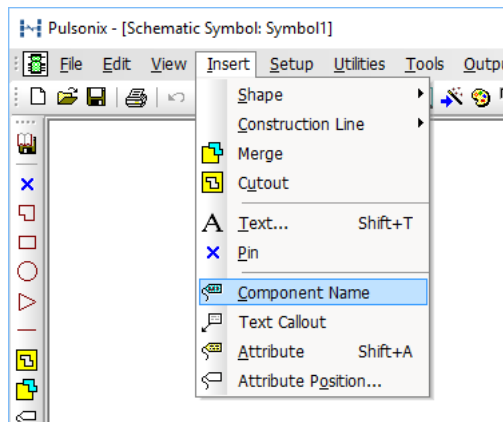 Pulsonix - [Schematic Symbol: Symbol1]
File Edit View Insert Setup Utilities Tools Outpu
Shape
Construction Line
Merge
Cutout
Text... Shift+T
Pin
Component Name
Text Callout
Attribute Shift+A
Attribute Position...